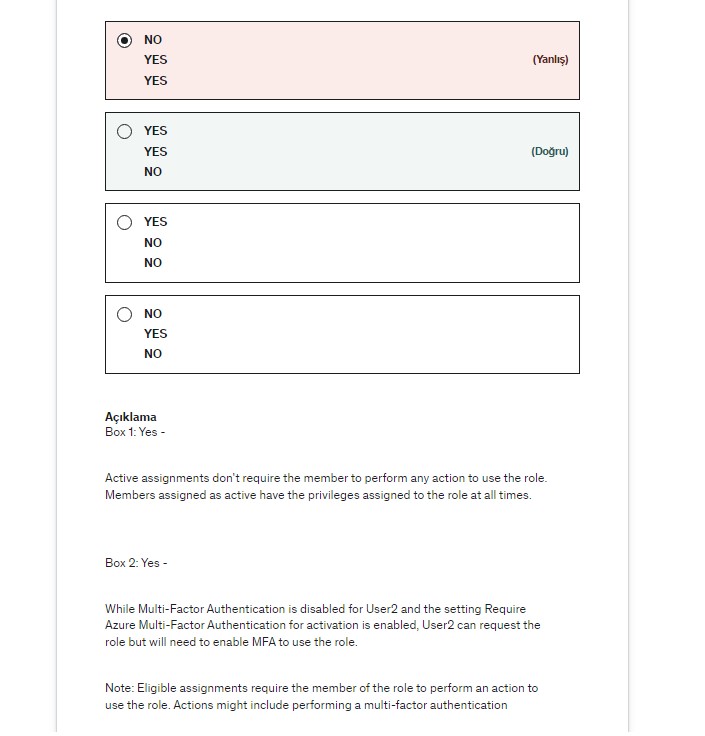 NO
YES
(Yanlış)
YES
YES
YES
(Doğru)
NO
YES
NO
NO
NO
YES
NO
Açıklama
Box 1: Yes -
Active assignments don't require the member to perform any action to use the role.
Members assigned as active have the privileges assigned to the role at all times.
Box 2: Yes -
While Multi-Factor Authentication is disabled for User2 and the setting Require
Azure Multi-Factor Authentication for activation is enabled, User2 can request the
role but will need to enable MFA to use the role.
Note: Eligible assignments require the member of the role to perform an action to
use the role. Actions might include performing a multi-factor authentication